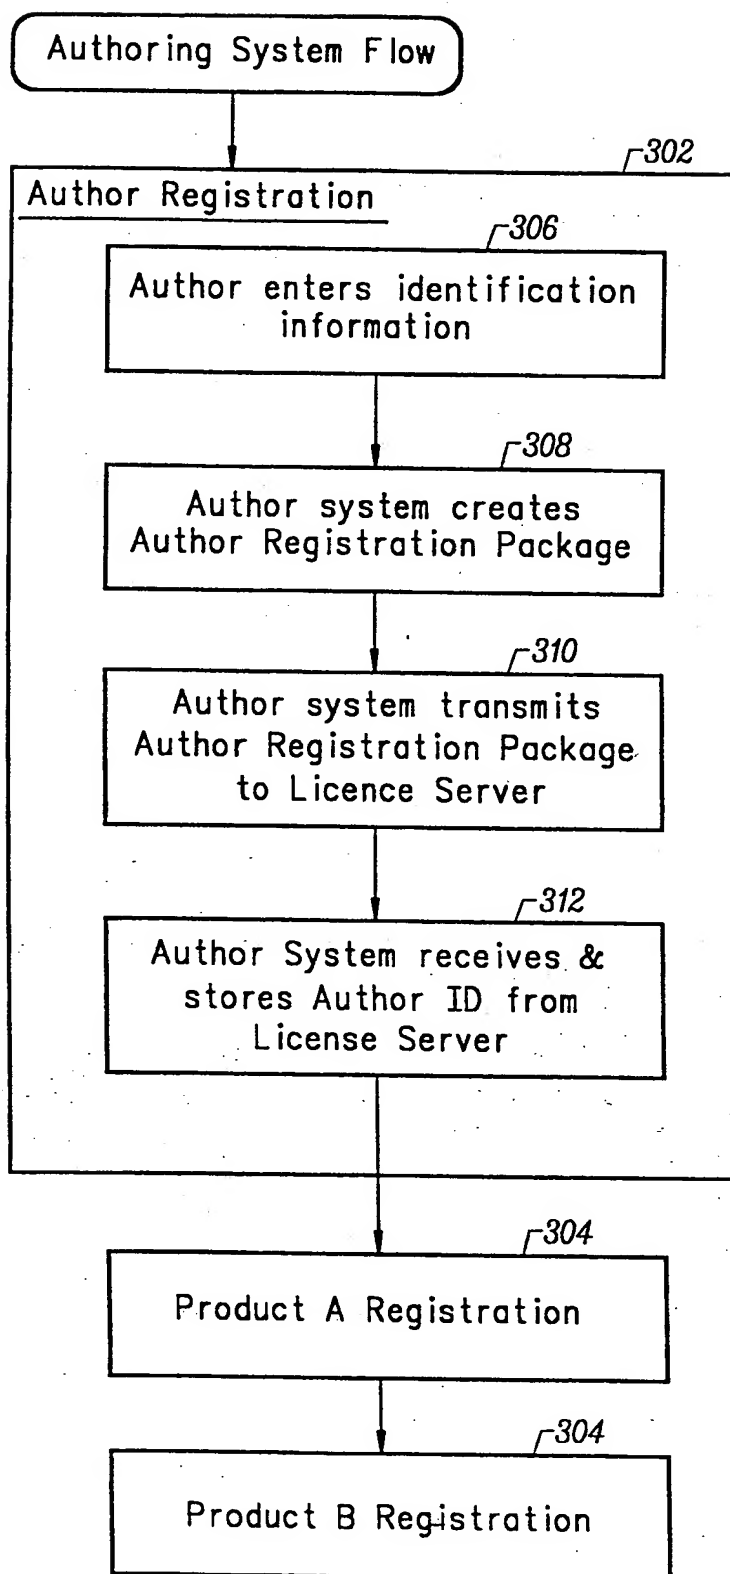 Authoring System Flow
302
Author Registration
306
Author enters identification
information
308
Author system creates
Author Registration Package
310
Author system transmits
Author Registration Package
to Licence Server
312
Author System receives &
stores Author ID from
License Server
304
Product A Registration
304
Product B Registration